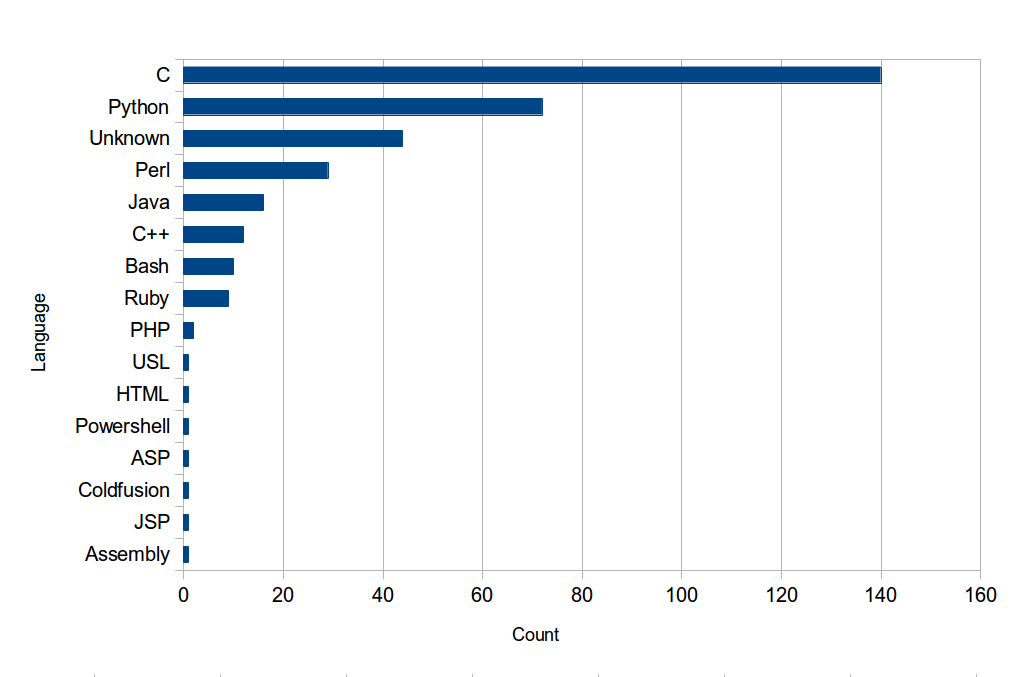 C
Python
Unknown
Perl
Java
C++
Bash
Ruby
PHP
USL
HTML
Powershell
ASP
Coldfusion
JSP
Assembly
Language
0 20 40 60 80 100 120 140 160
Count